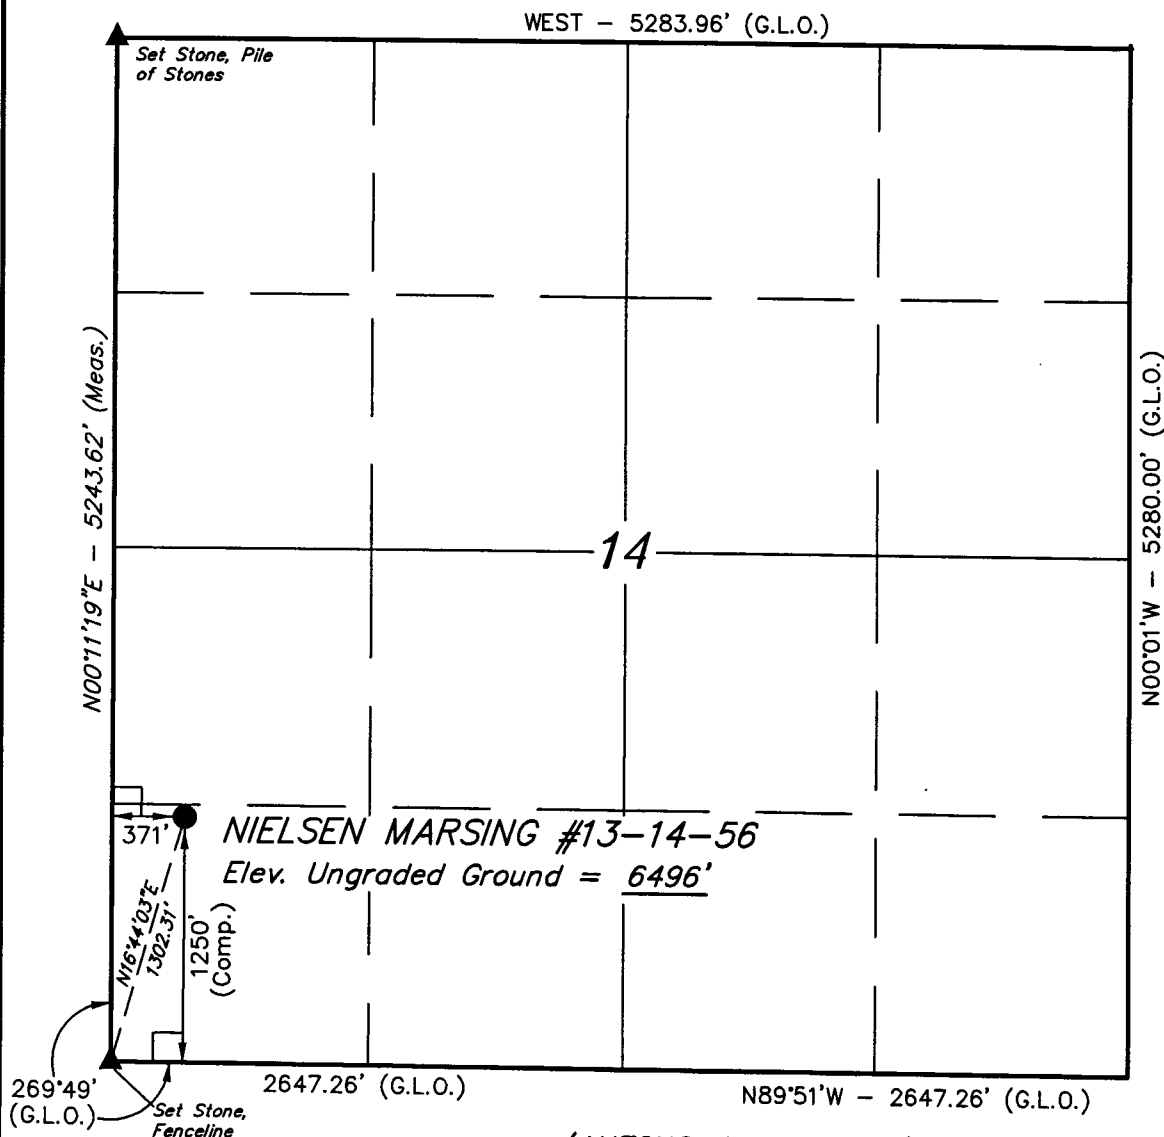 WEST - 5283.96' (G.L.O.)
Set Stone, Pile
of Stones
N00°11'19"E - 5243.62' (Meas.)
N00°01'W - 5280.00' (G.L.O.)
14
371'
NIELSEN MARSING #13-14-56
Elev. Ungraded Ground = 6496'
N16°44'03"E
1302.31'
1250'
(Comp.)
269°49'
(G.L.O.)
Set Stone,
Fenceline
2647.26' (G.L.O.)
N89°51'W - 2647.26' (G.L.O.)